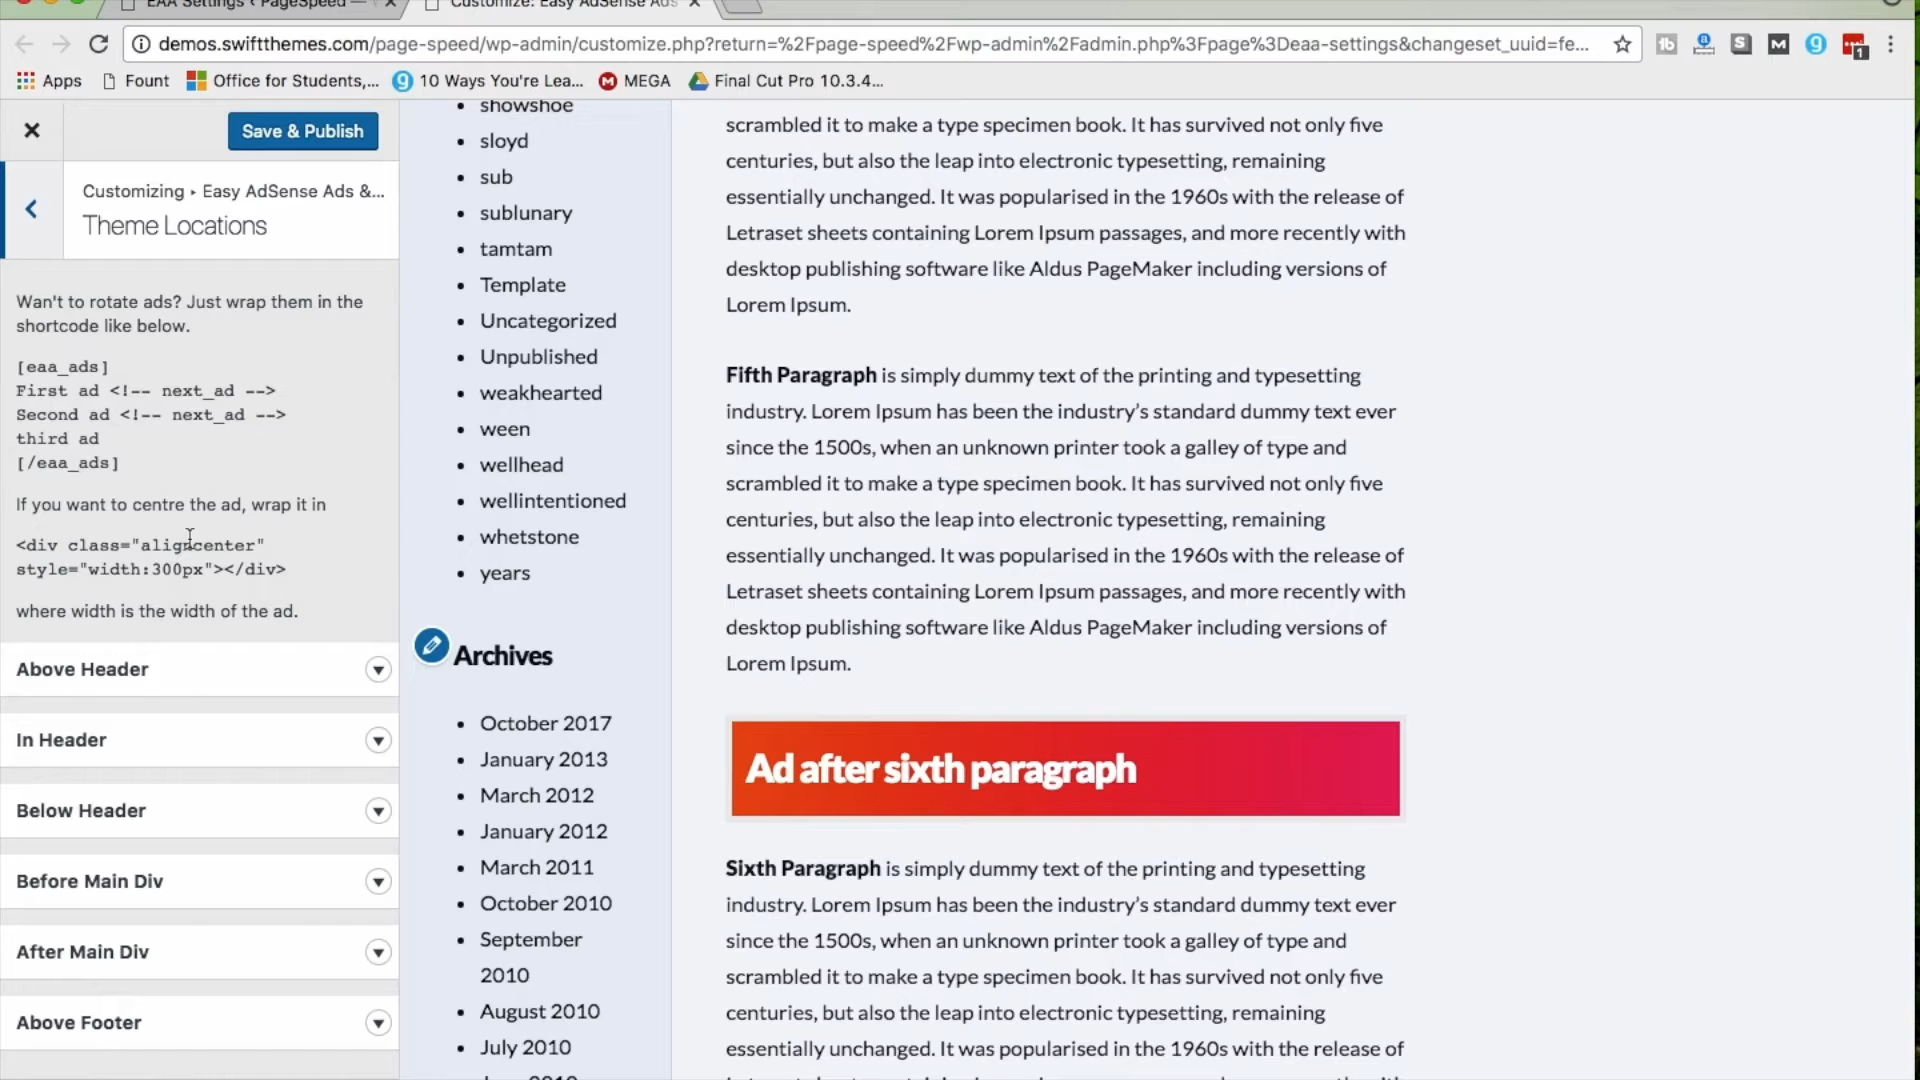 EAA Settings ‹ PageSpeed —
Customize: Easy AdSense Ads
demos.swiftthemes.com/page-speed/wp-admin/customize.php?return=%2Fpage-speed%2Fwp-admin%2Fadmin.php%3Fpage%3Deaa-settings&changeset_uuid=fe...
Apps
Fount
Office for Students,...
10 Ways You're Lea...
MEGA
Final Cut Pro 10.3.4...
Save & Publish
Customizing ▸ Easy AdSense Ads &...
Theme Locations
Wan't to rotate ads? Just wrap them in the
shortcode like below.
[eaa_ads]
First ad <!-- next_ad -->
Second ad <!-- next_ad -->
third ad
[/eaa_ads]
If you want to centre the ad, wrap it in
<div class="aligncenter"
style="width:300px"></div>
where width is the width of the ad.
Above Header
In Header
Below Header
Before Main Div
After Main Div
Above Footer
showshoe
sloyd
sub
sublunary
tamtam
Template
Uncategorized
Unpublished
weakhearted
ween
wellhead
wellintentioned
whetstone
years
Archives
October 2017
January 2013
March 2012
January 2012
March 2011
October 2010
September
2010
August 2010
July 2010
scrambled it to make a type specimen book. It has survived not only five
centuries, but also the leap into electronic typesetting, remaining
essentially unchanged. It was popularised in the 1960s with the release of
Letraset sheets containing Lorem Ipsum passages, and more recently with
desktop publishing software like Aldus PageMaker including versions of
Lorem Ipsum.
Fifth Paragraph is simply dummy text of the printing and typesetting
industry. Lorem Ipsum has been the industry’s standard dummy text ever
since the 1500s, when an unknown printer took a galley of type and
scrambled it to make a type specimen book. It has survived not only five
centuries, but also the leap into electronic typesetting, remaining
essentially unchanged. It was popularised in the 1960s with the release of
Letraset sheets containing Lorem Ipsum passages, and more recently with
desktop publishing software like Aldus PageMaker including versions of
Lorem Ipsum.
Ad after sixth paragraph
Sixth Paragraph is simply dummy text of the printing and typesetting
industry. Lorem Ipsum has been the industry’s standard dummy text ever
since the 1500s, when an unknown printer took a galley of type and
scrambled it to make a type specimen book. It has survived not only five
centuries, but also the leap into electronic typesetting, remaining
essentially unchanged. It was popularised in the 1960s with the release of